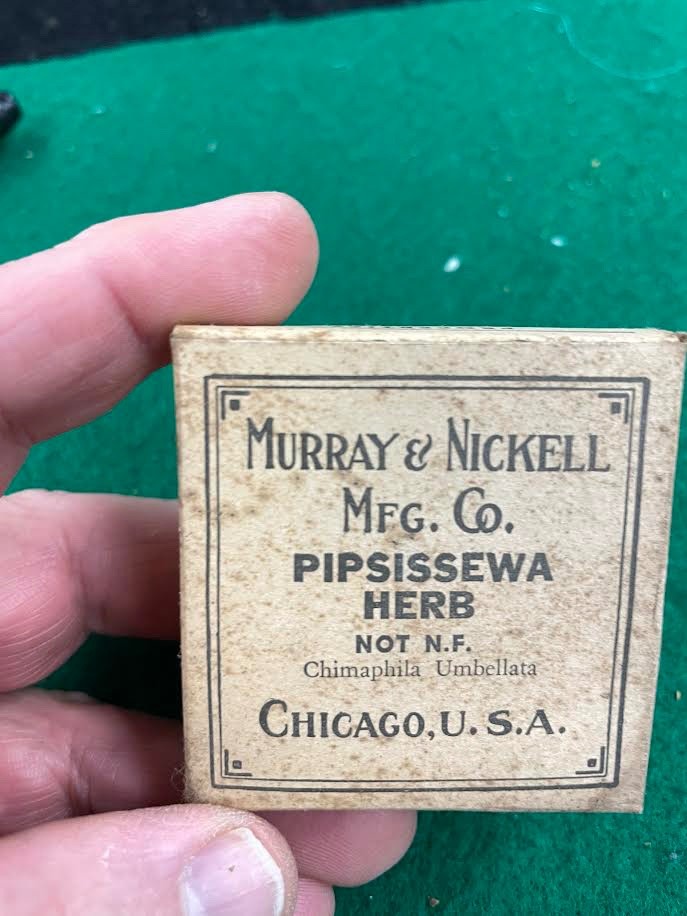 MURRAY & NICKELL
MFG. CO.
PIPSISSEWA
HERB
NOT N.F.
Chimaphila Umbellata
CHICAGO, U. S. A.